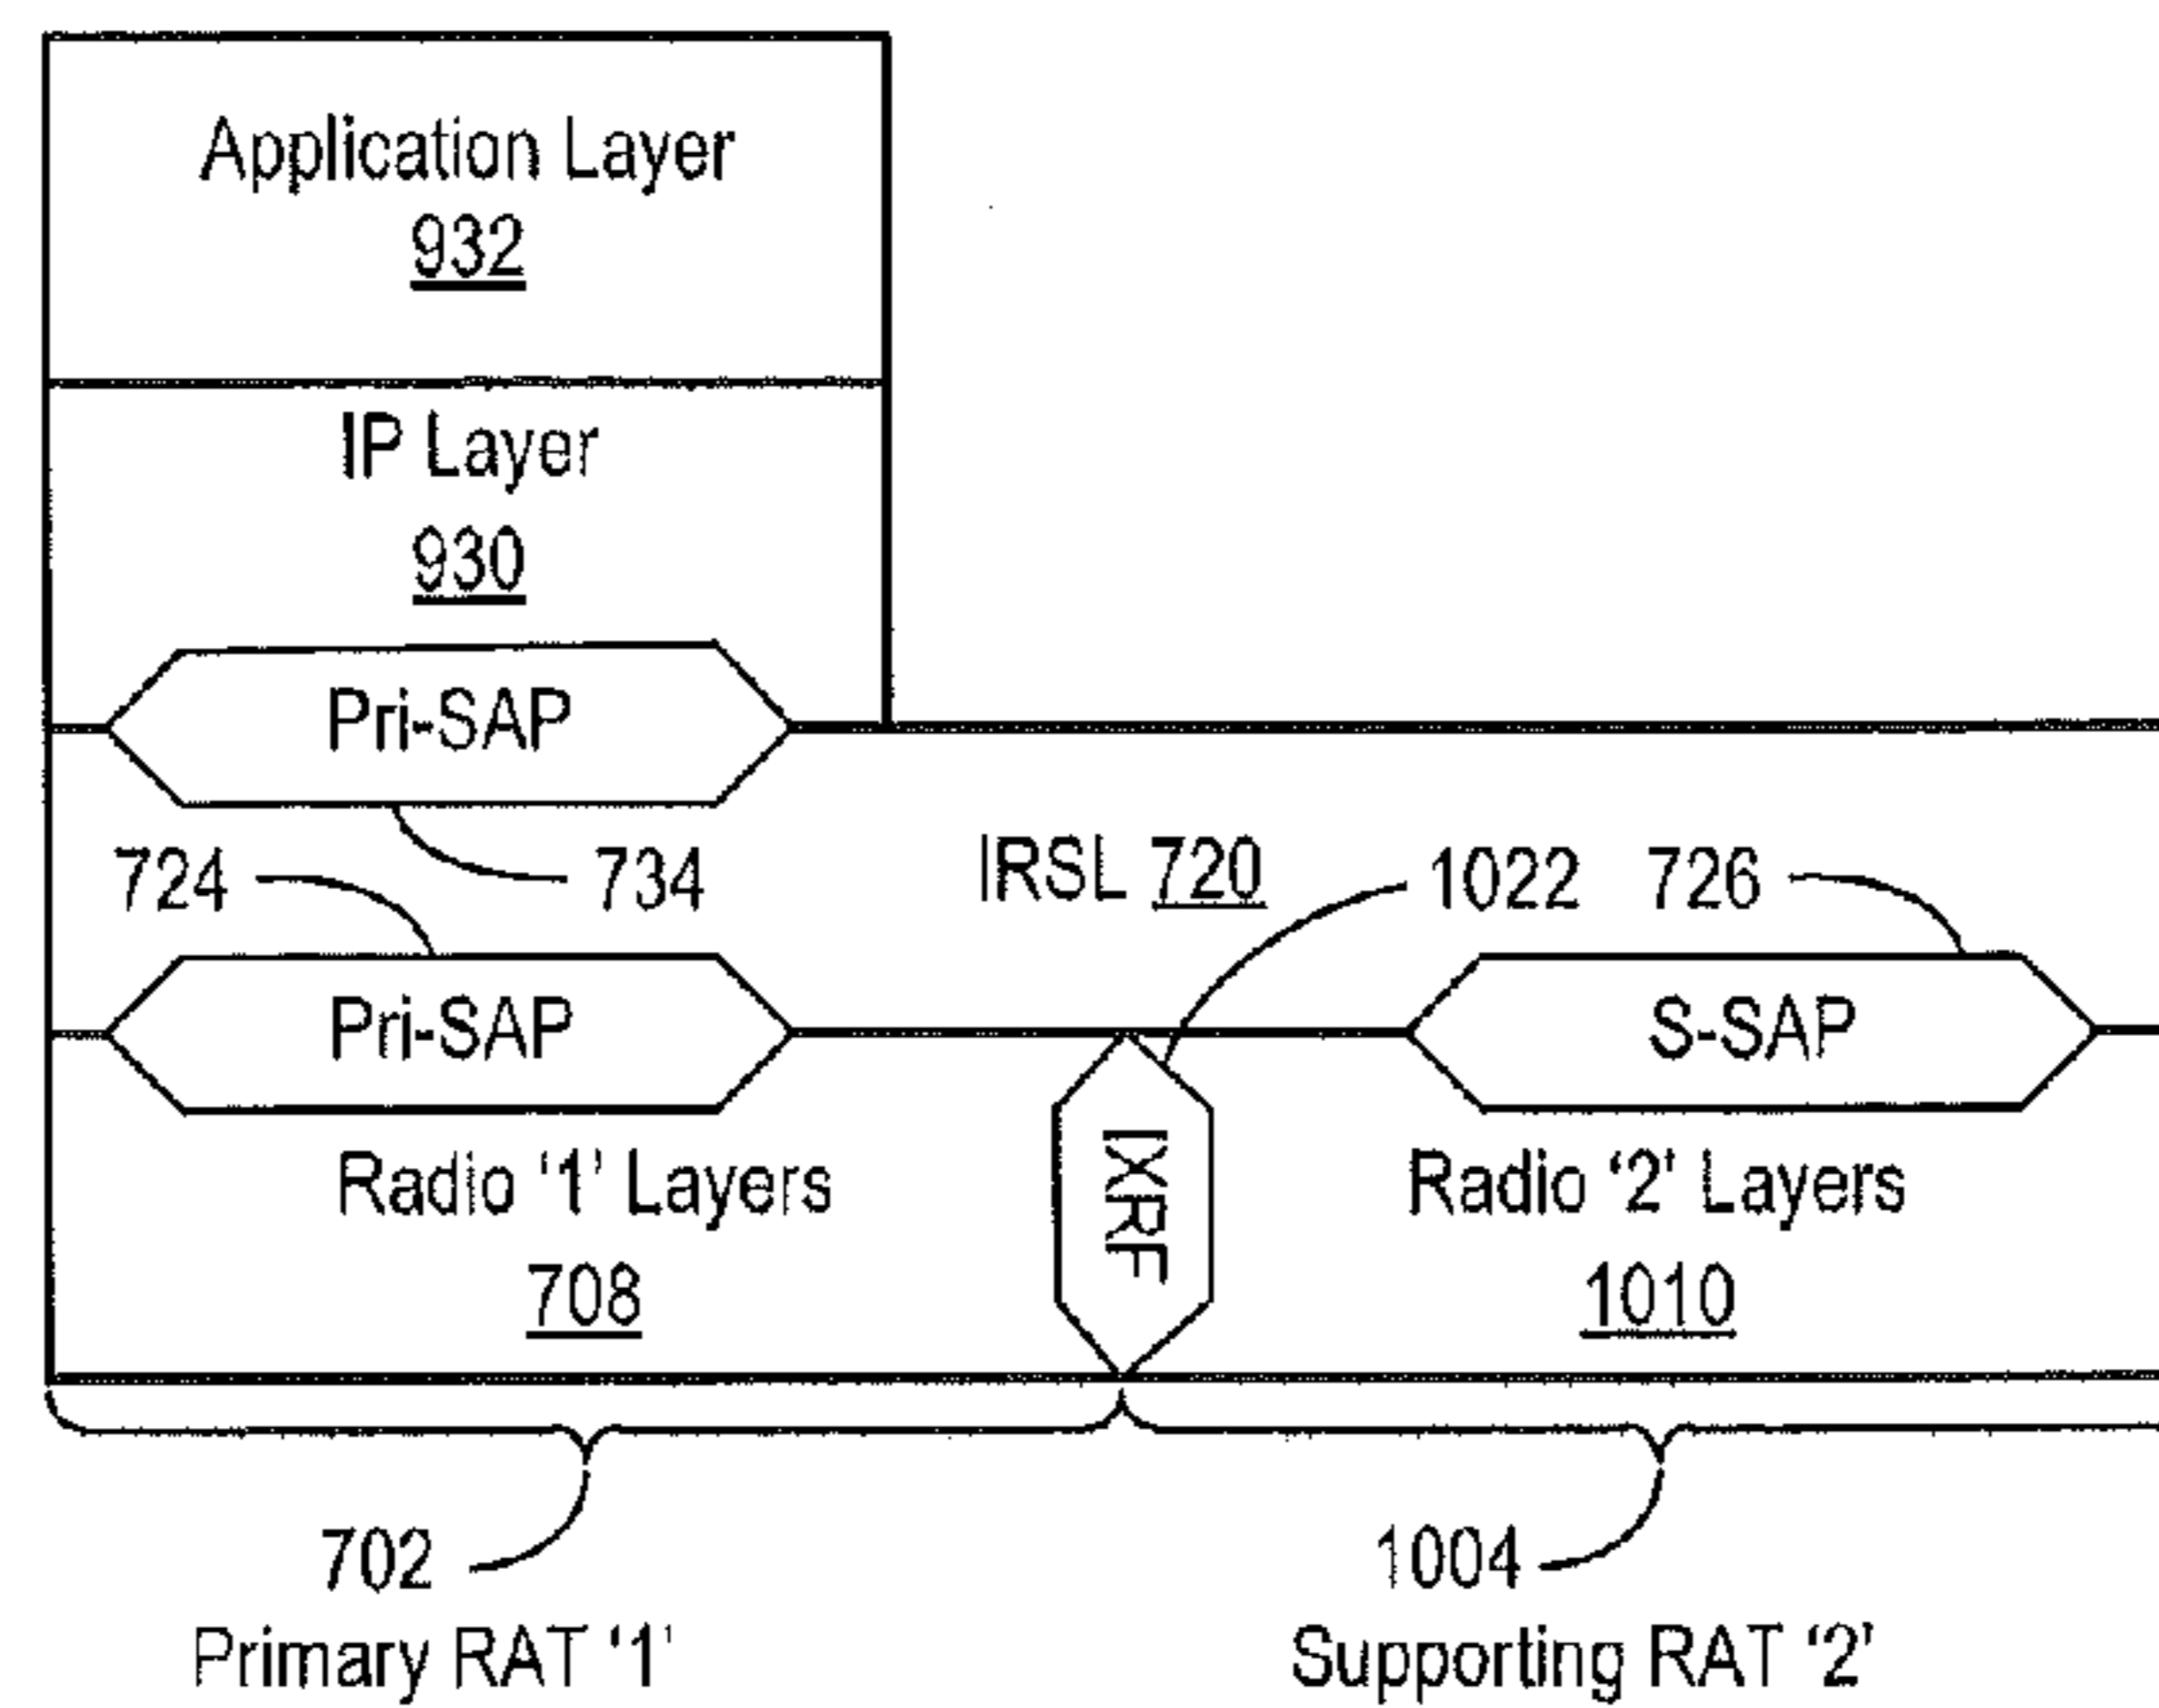 Application Layer
932
IP Layer
930
Pri-SAP
724
734
IRSL 720
1022
726
Pri-SAP
S-SAP
IXRF
Radio ‘1’ Layers
708
Radio ‘2’ Layers
1010
702
Primary RAT ‘1’
1004
Supporting RAT ‘2’